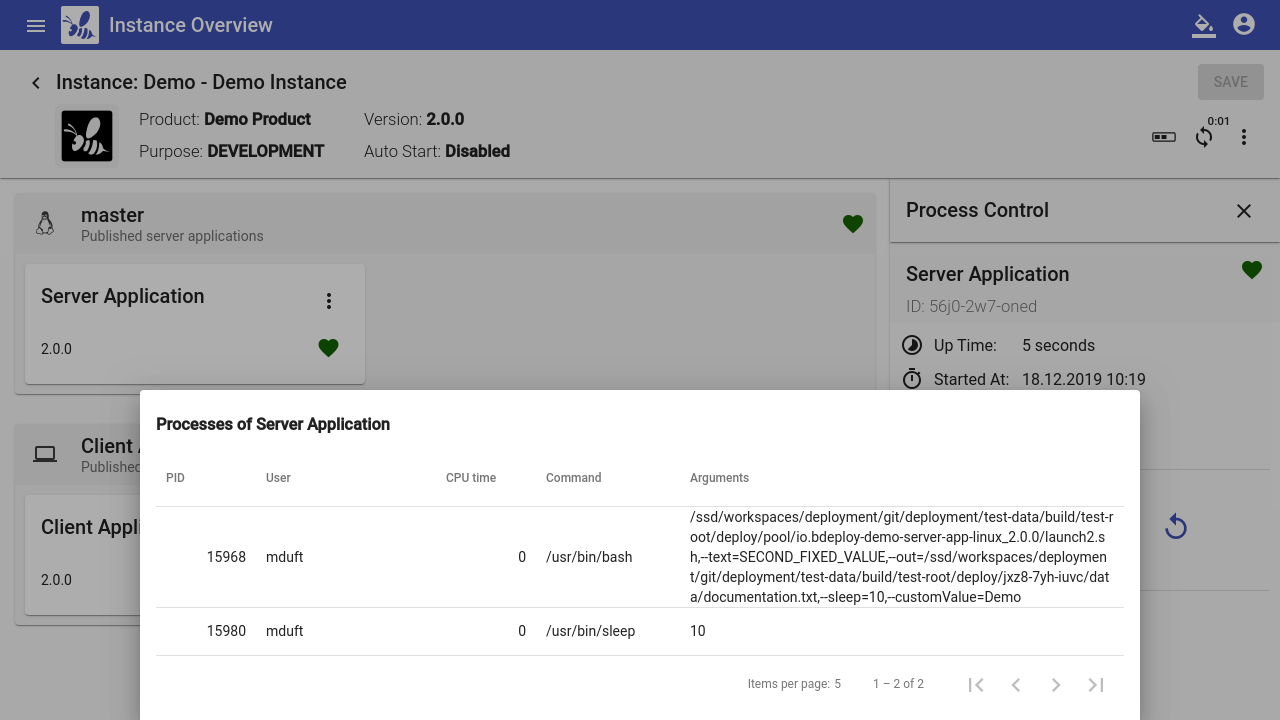 Instance Overview
Instance: Demo - Demo Instance
SAVE
Product: Demo Product
Version: 2.0.0
Purpose: DEVELOPMENT
Auto Start: Disabled
0:01
master
Published server applications
Server Application
2.0.0
Process Control
Server Application
ID: 56j0-2w7-oned
Up Time: 5 seconds
Started At: 18.12.2019 10:19
Client
Published
Client Appli
2.0.0
Processes of Server Application
PID User CPU time Command Arguments
15968 mduft 0 /usr/bin/bash
/ssd/workspaces/deployment/git/deployment/test-data/build/test-r
oot/deploy/pool/io.bdeploy-demo-server-app-linux_2.0.0/launch2.s
h,--text=SECOND_FIXED_VALUE,--out=/ssd/workspaces/deploymen
t/git/deployment/test-data/build/test-root/deploy/jxz8-7yh-iuvc/dat
a/documentation.txt,--sleep=10,--customValue=Demo
15980 mduft 0 /usr/bin/sleep 10
Items per page: 5 1 – 2 of 2